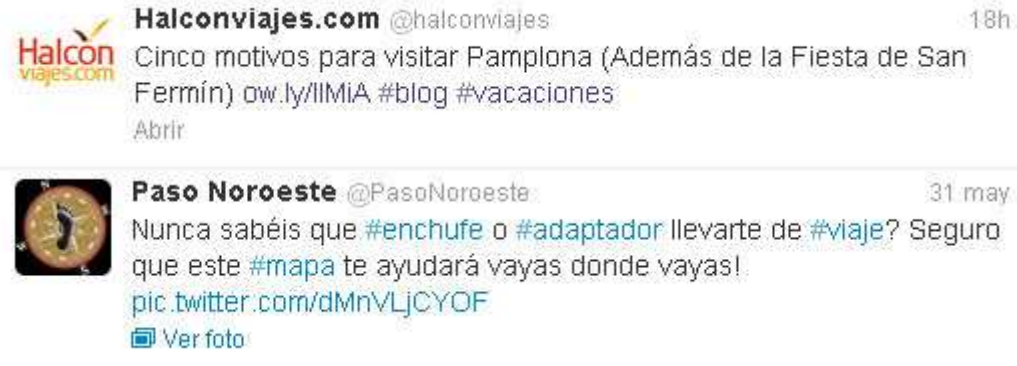 Halconviajes.com @halconviajes 18h
Halcón
viajes.com
Cinco motivos para visitar Pamplona (Además de la Fiesta de San
Fermín) ow.ly/llMiA #blog #vacaciones
Abrir
Paso Noroeste @PasoNoroeste 31 may
Nunca sabéis que #enchufe o #adaptador llevarte de #viaje? Seguro
que este #mapa te ayudará vayas donde vayas!
pic.twitter.com/dMnVLjCYOF
Ver foto